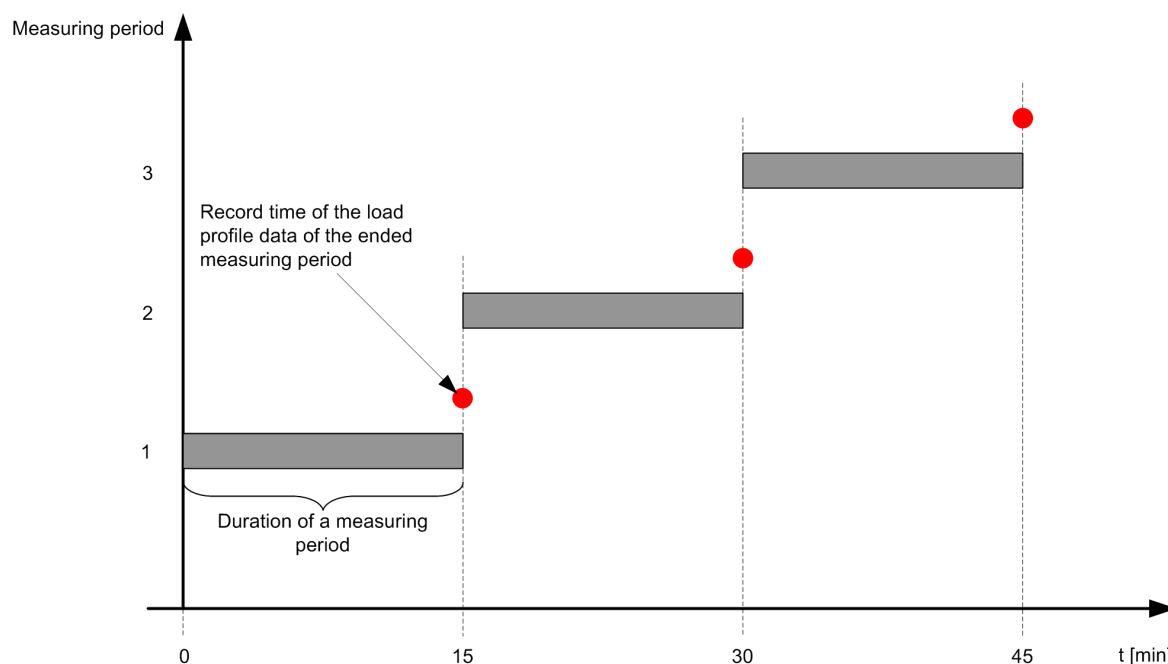 Measuring period
3
Record time of the load
profile data of the ended
measuring period
2
1
Duration of a measuring
period
0 15 30 45 t [min]